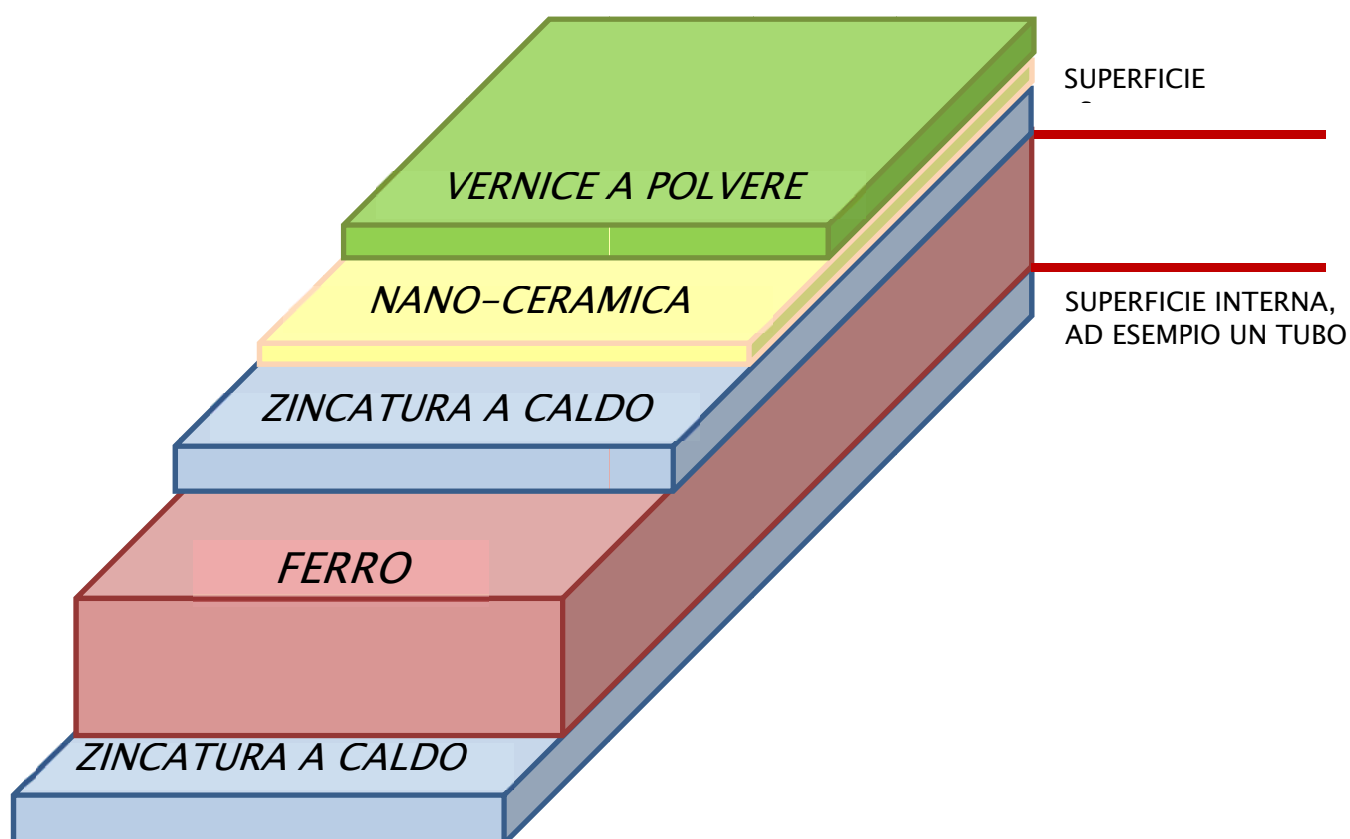 SUPERFICIE
VERNICE A POLVERE
NANO-CERAMICA
SUPERFICIE INTERNA,
AD ESEMPIO UN TUBO
ZINCATURA A CALDO
FERRO
ZINCATURA A CALDO